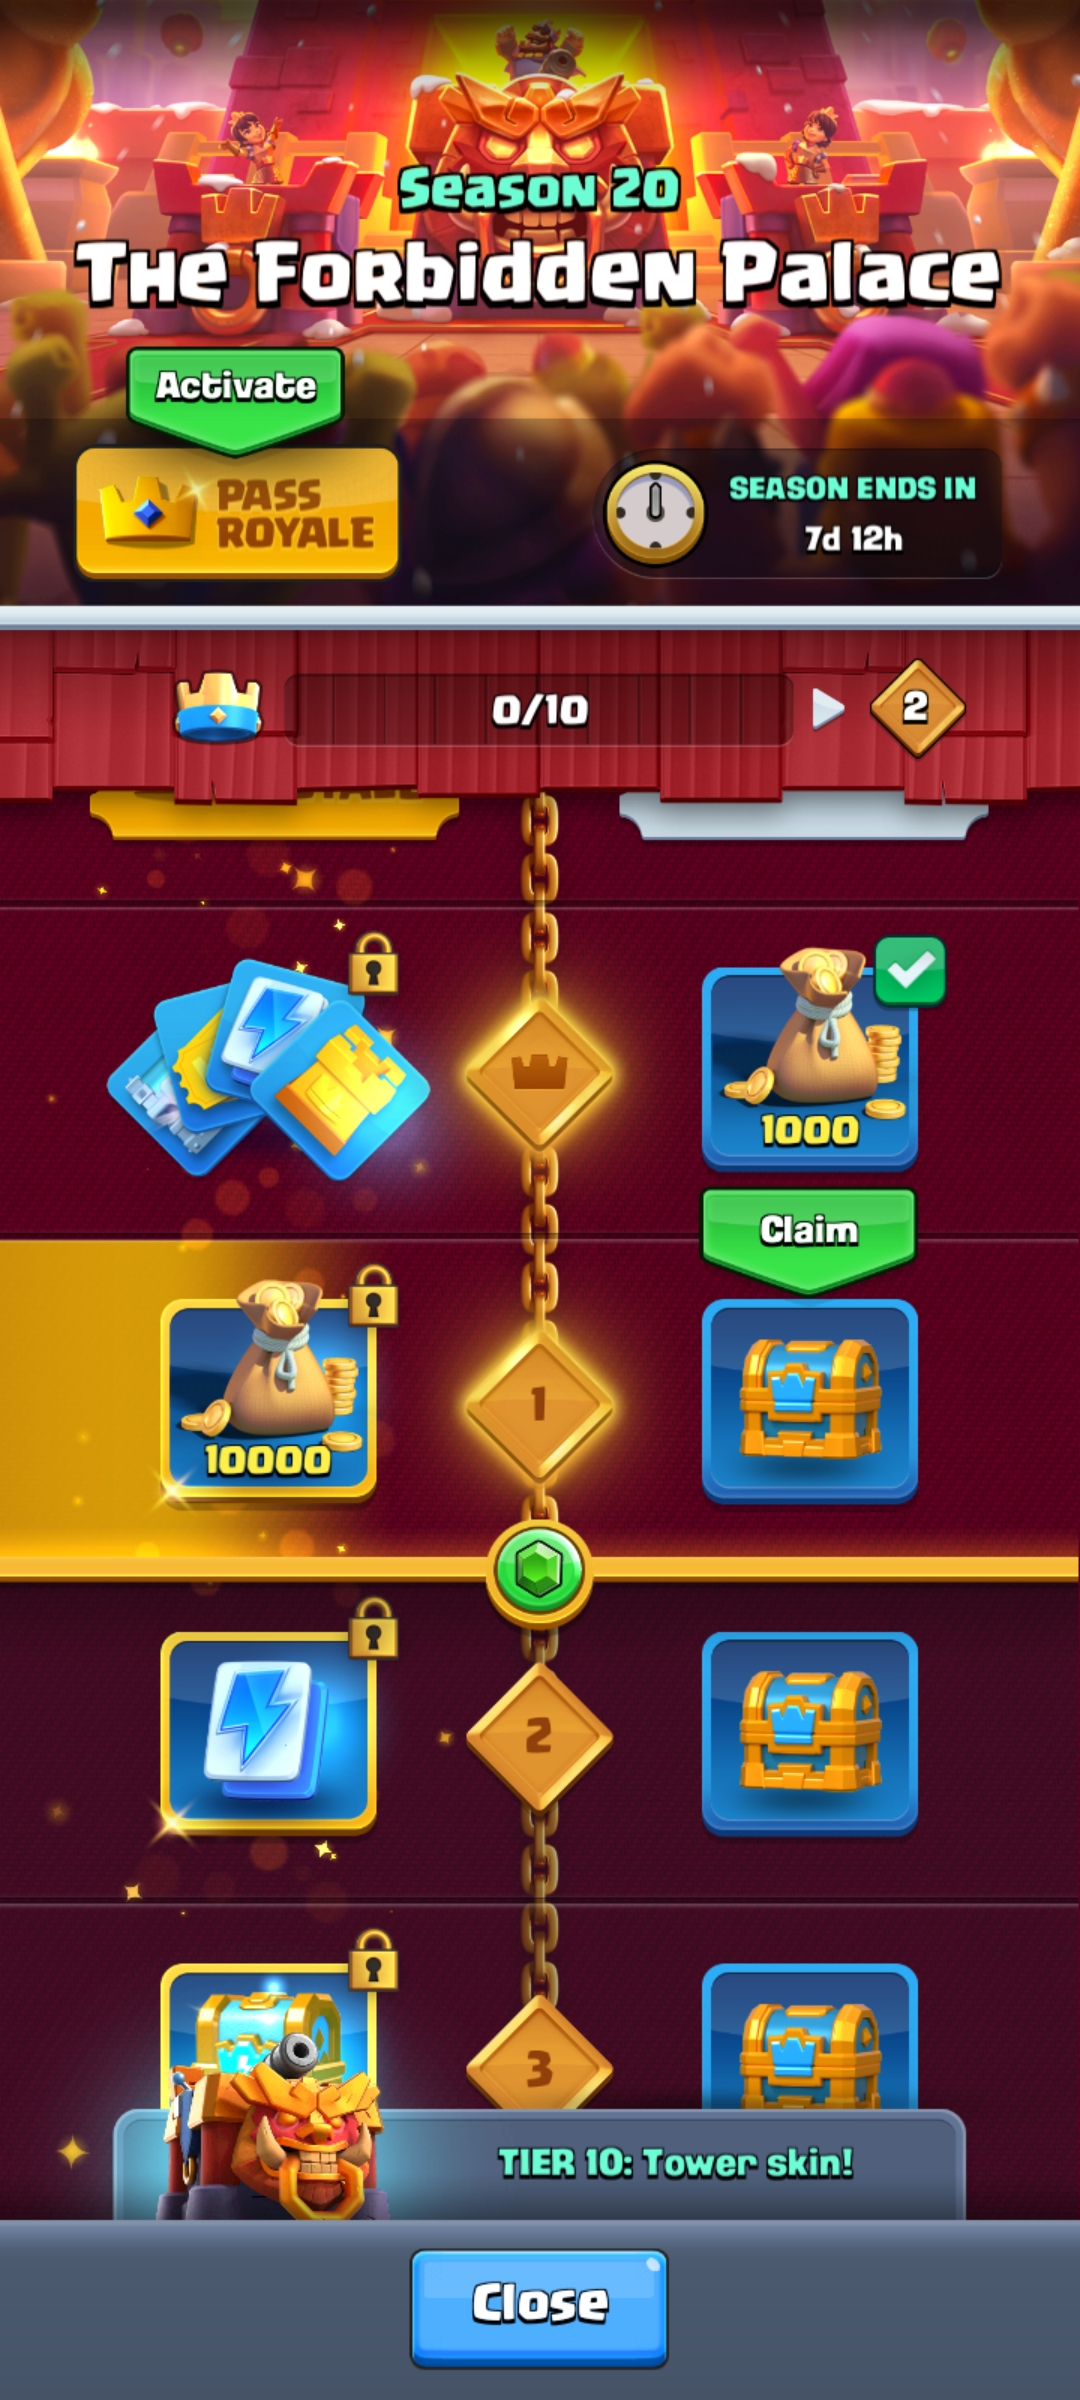 Season 20
The Forbidden Palace
Activate
PASS
ROYALE
SEASON ENDS IN
7d 12h
0/10
2
1000
Claim
1
10000
2
3
TIER 10: Tower skin!
Close